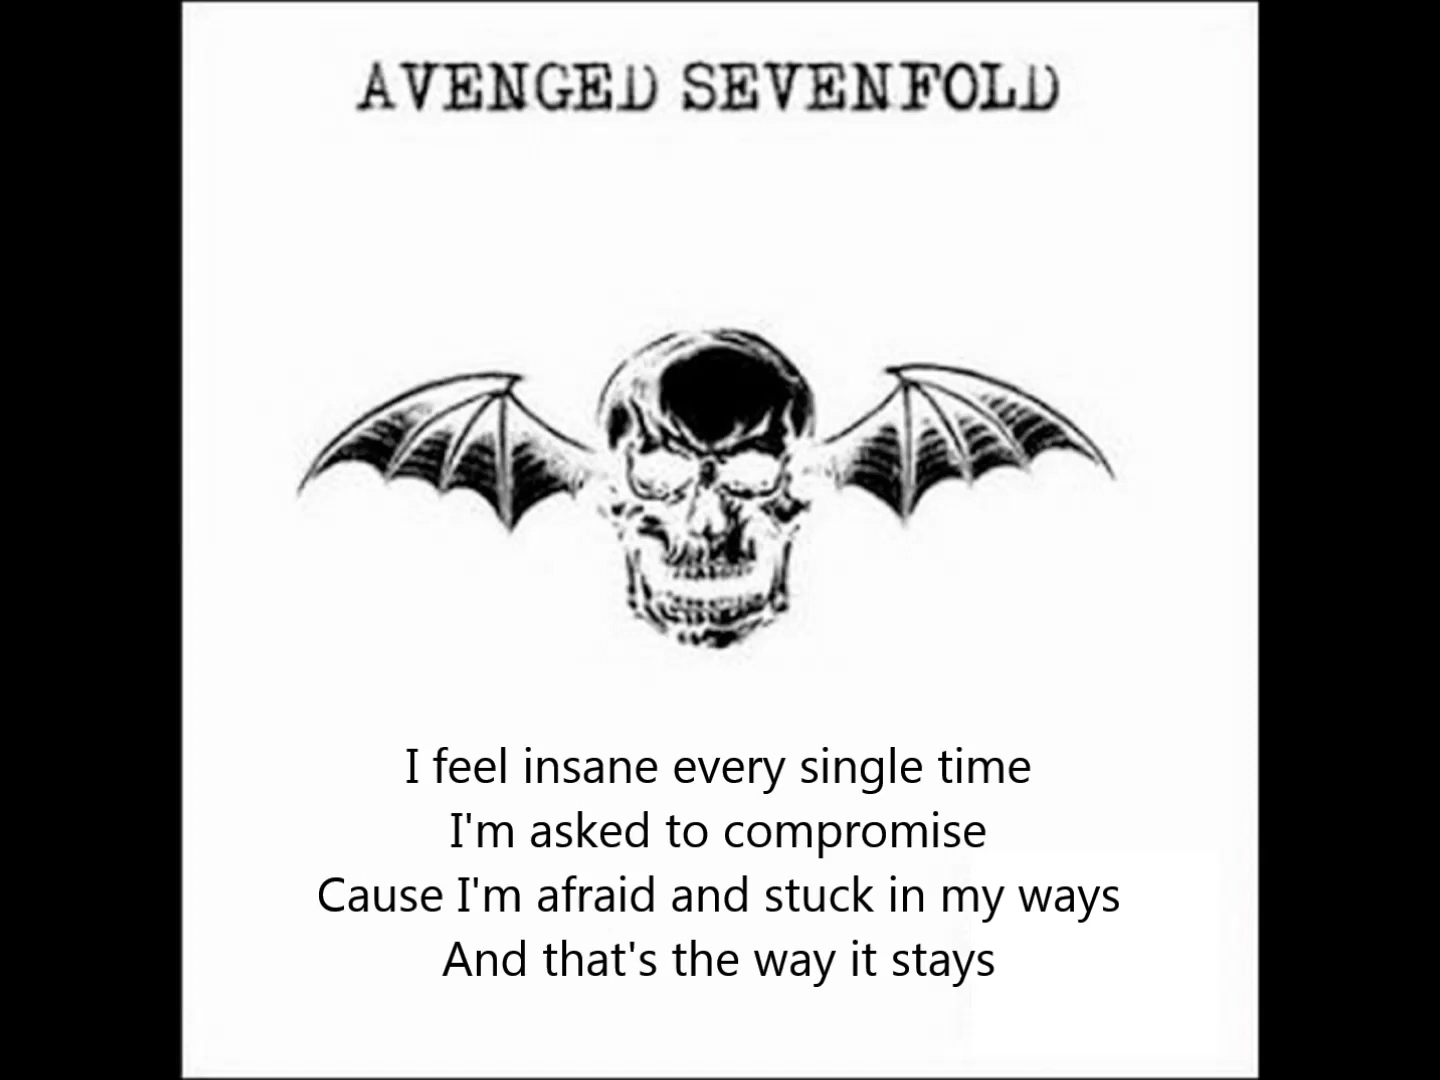 AVENGED SEVENFOLD
I feel insane every single time
I'm asked to compromise
Cause I'm afraid and stuck in my ways
And that's the way it stays